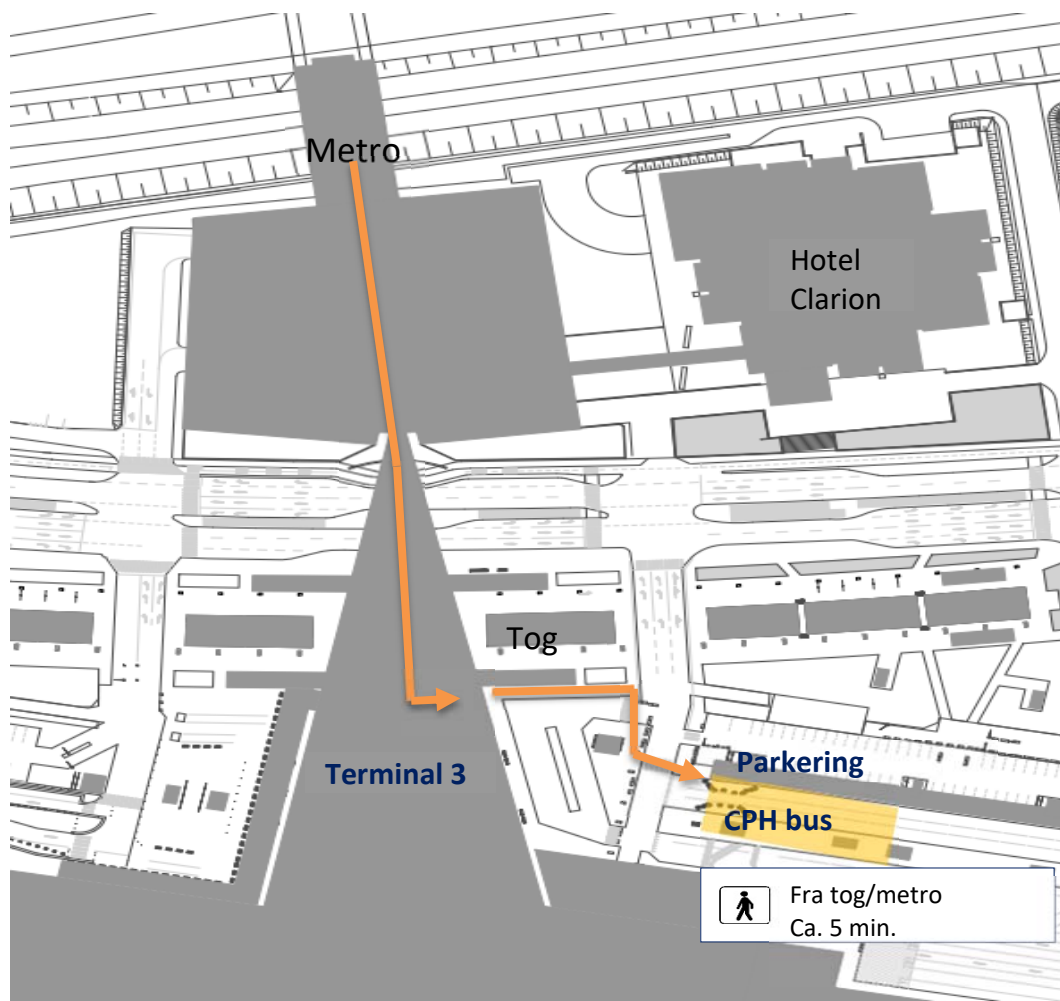 Metro
Hotel
Clarion
Tog
Terminal 3
Parkering
CPH bus
Fra tog/metro
Ca. 5 min.